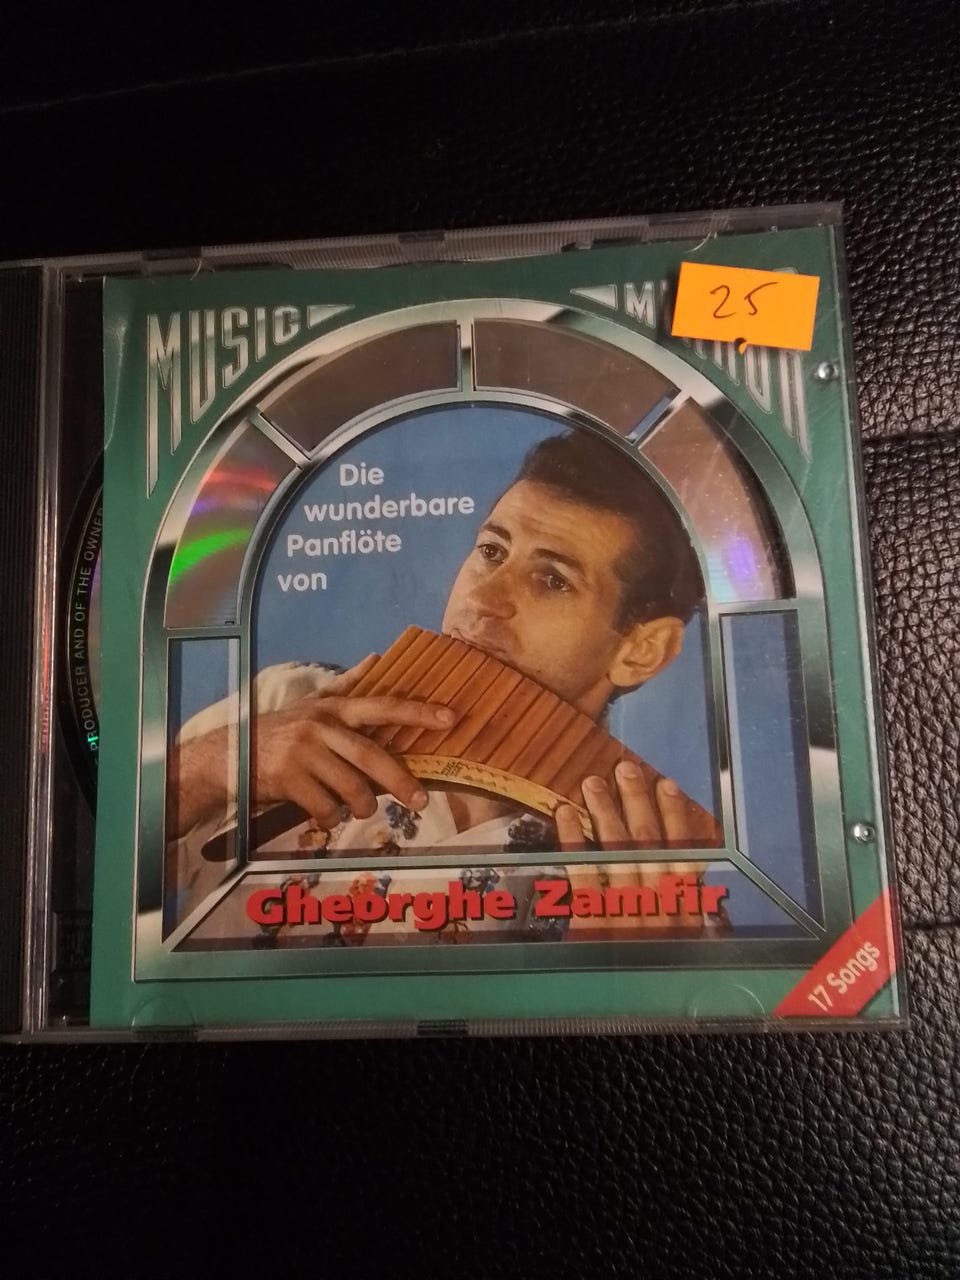 MUSIC
25
Die
wunderbare
Panflöte
von
PRODUCER AND OF THE OWNER
Gheorghe Zamfir
17 Songs